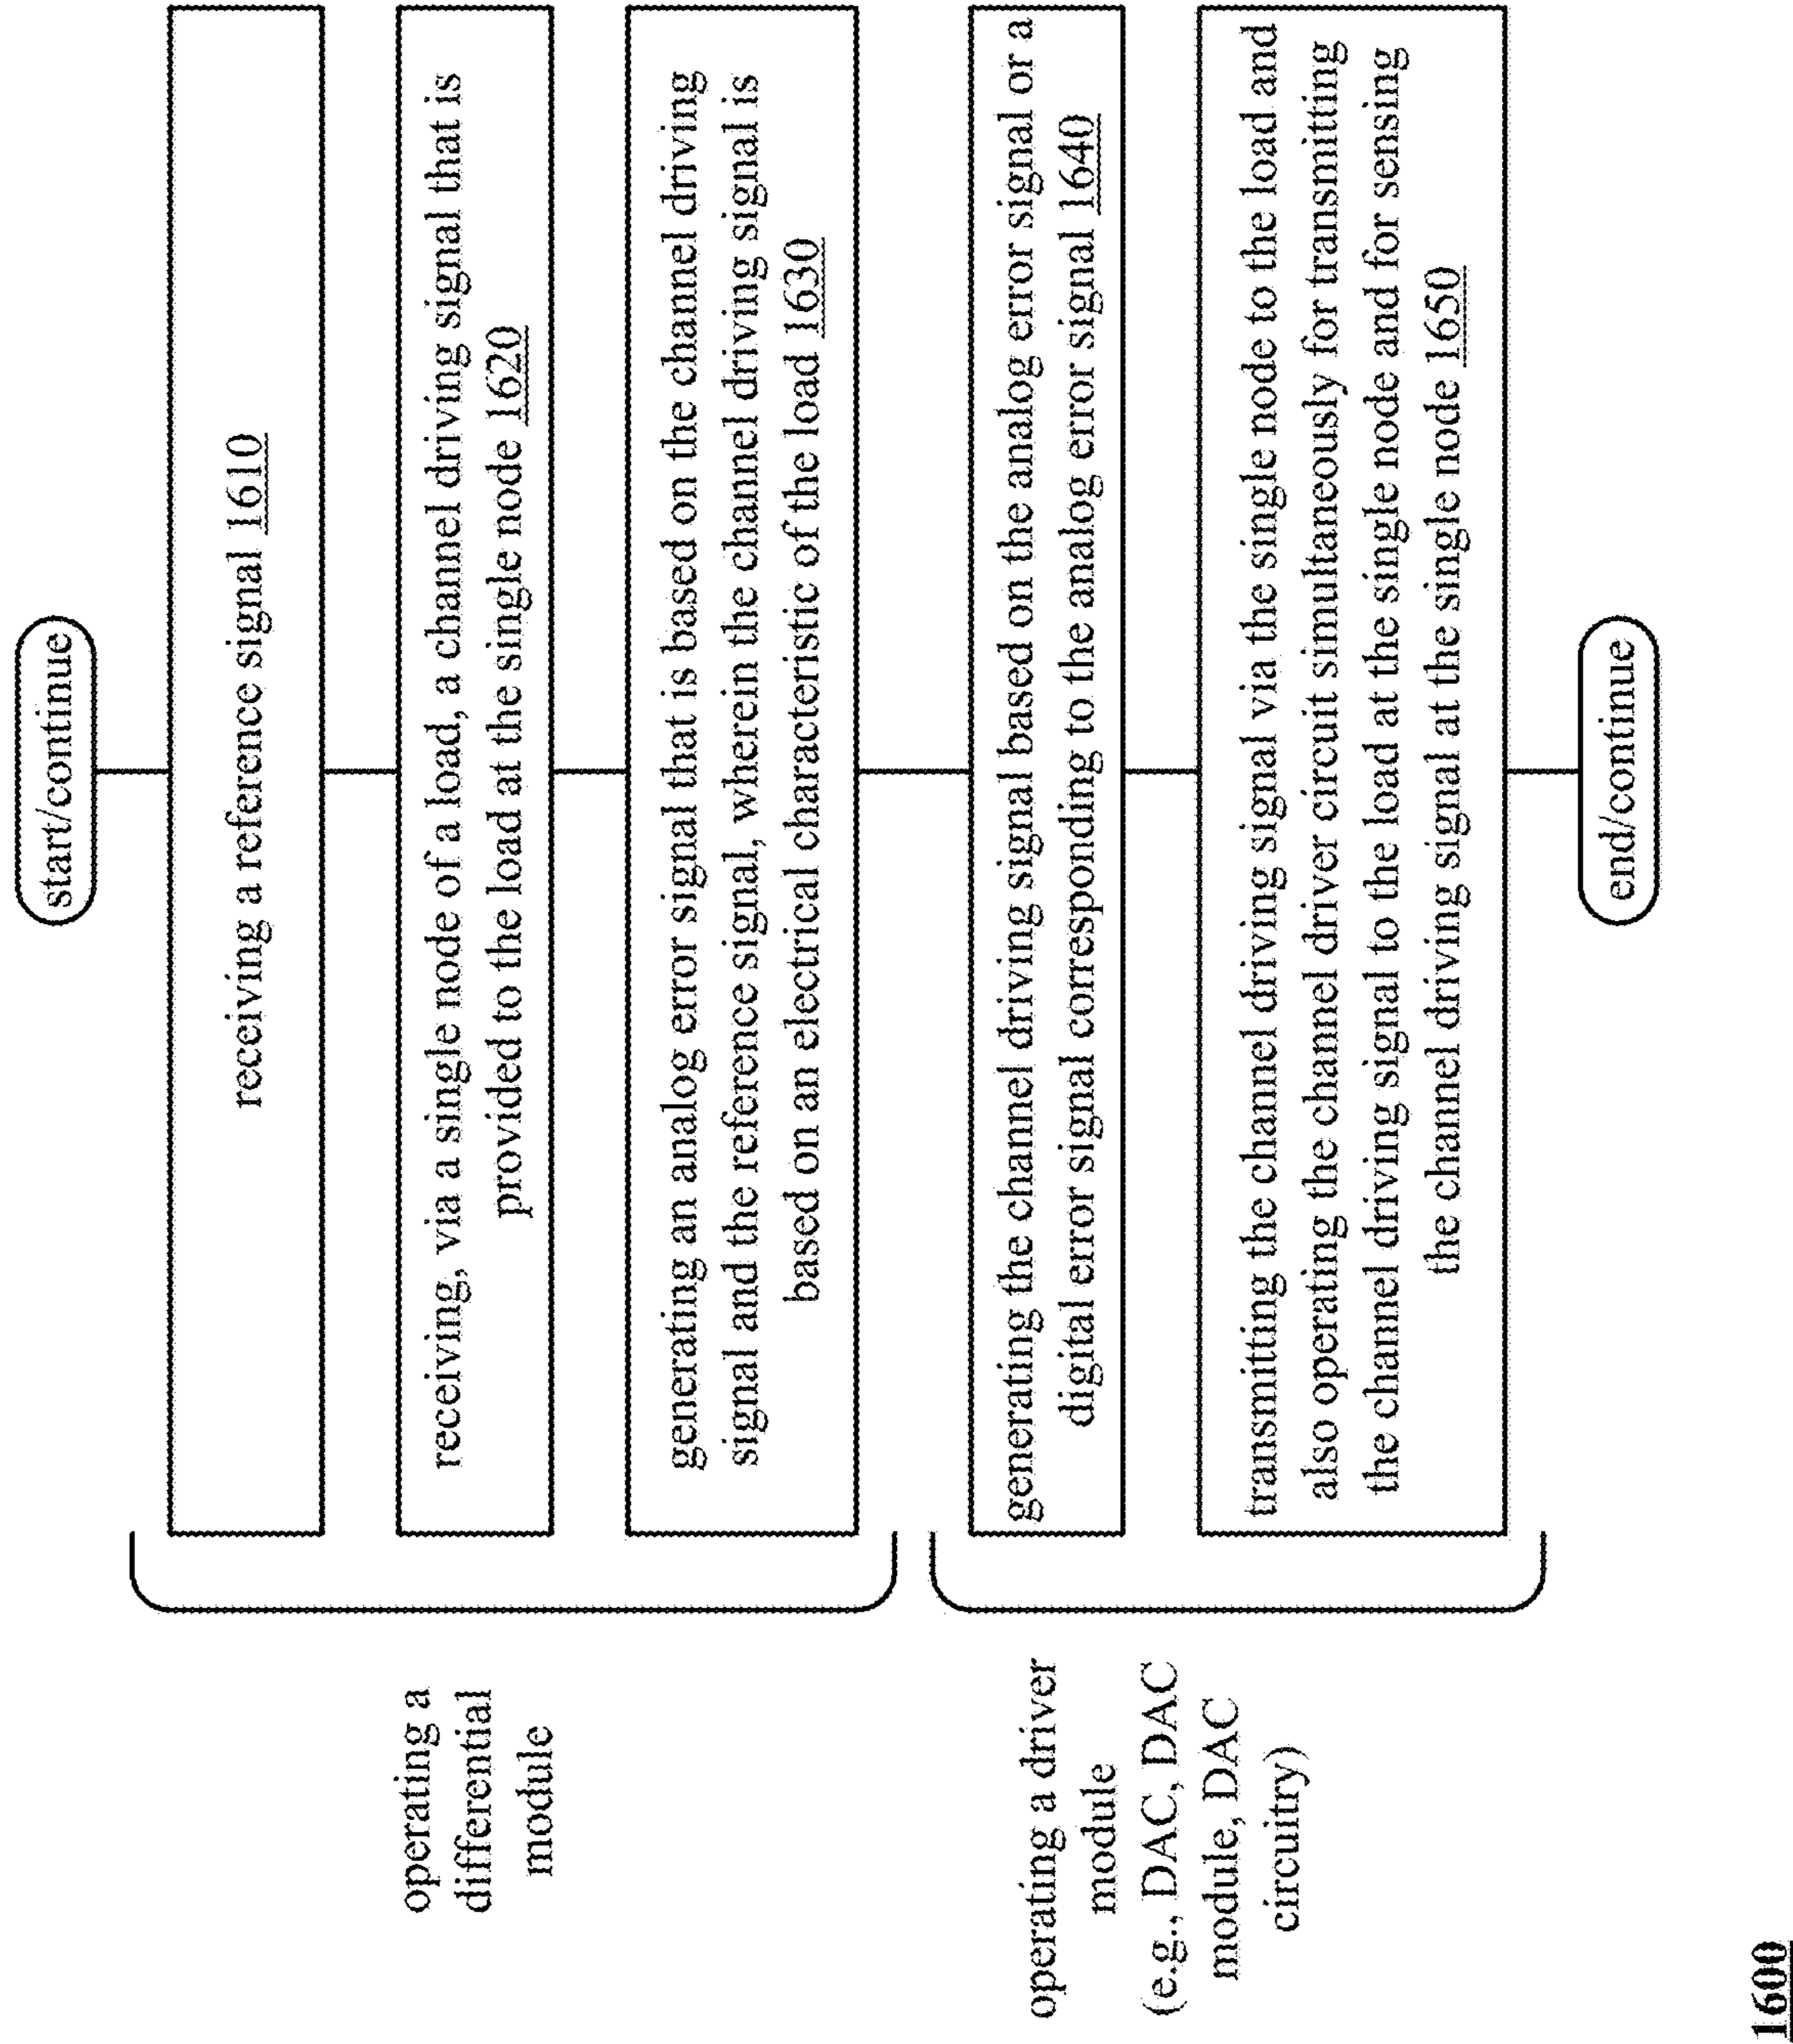 start/continue
receiving a reference signal 1610
operating a
differential
module
receiving, via a single node of a load, a channel driving signal that is
provided to the load at the single node 1620
generating an analog error signal that is based on the channel driving
signal and the reference signal, wherein the channel driving signal is
based on an electrical characteristic of the load 1630
operating a driver
module
(e.g., DAC, DAC
module, DAC
circuitry)
generating the channel driving signal based on the analog error signal or a
digital error signal corresponding to the analog error signal 1640
transmitting the channel driving signal via the single node to the load and
also operating the channel driver circuit simultaneously for transmitting
the channel driving signal to the load at the single node and for sensing
the channel driving signal at the single node 1650
end/continue
1600